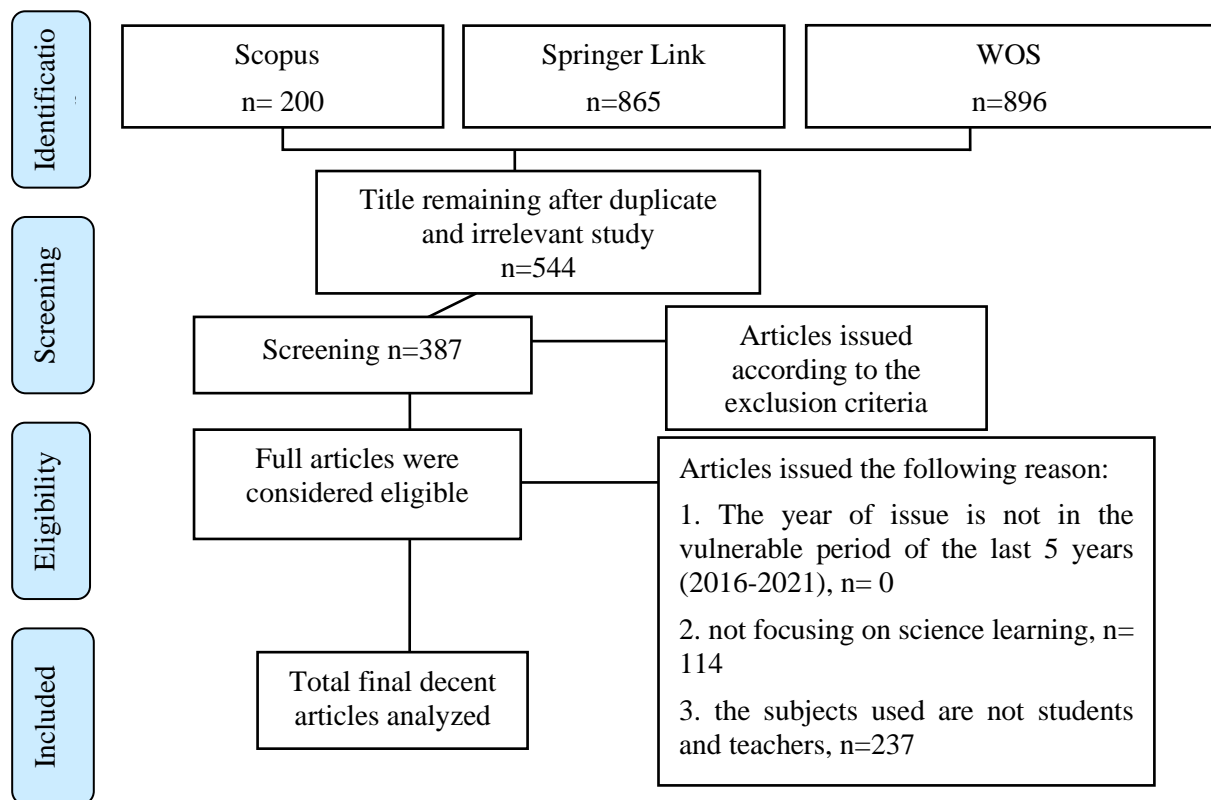 Identificatio
Scopus
n= 200
Springer Link
n=865
WOS
n=896
Title remaining after duplicate
and irrelevant study
n=544
Screening
Screening n=387
Articles issued
according to the
exclusion criteria
Eligibility
Full articles were
considered eligible
Articles issued the following reason:
1. The year of issue is not in the
vulnerable period of the last 5 years
(2016-2021), n= 0
2. not focusing on science learning, n=
114
3. the subjects used are not students
and teachers, n=237
Included
Total final decent
articles analyzed